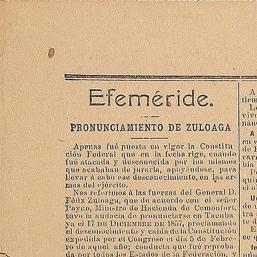 Efeméride.
PRONUNCIAMIENTO DE ZULOAGA
Apenas fué puesta en vigor la Constitu-
ción Federal que en la fecha rige, cuando
fué atacada y desconocida por los mismos
que acababan de jurarla, apoyándose, para
llevar á cabo ese desconocimiento, en las ar-
mas del ejército.
Nos referimos á las fuerzas del General D.
Félix Zuloaga, que de acuerdo con el señor
Payno, Ministro de Hacienda de Comonfort,
tuvo la audacia de pronunciarse en Tacuba
ya el 17 DE DICIEMBRE DE 1857, proclamando
el desconocimiento y caída de la Constitución
expedida por el Congreso el día 5 de Febre-
ro de aquel año; conducta que fué reproba-
da por todos los Estados de la Federación, y